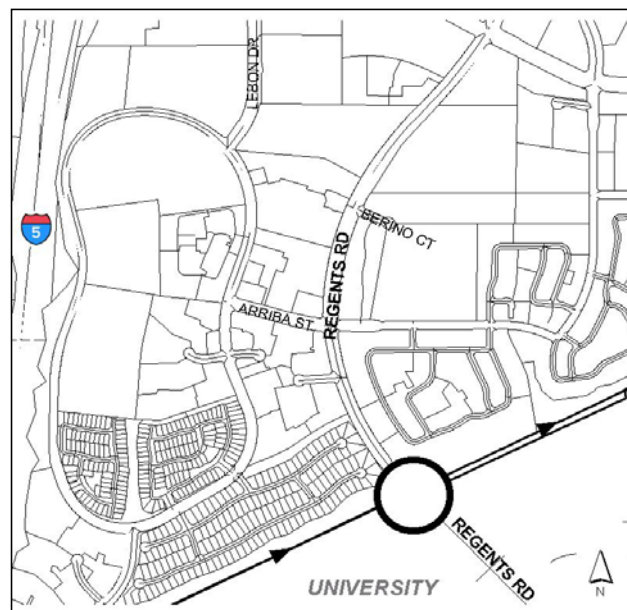 LEBON DR
5
BERINO CT
REGENTS RD
ARRIBA ST
REGENTS RD
UNIVERSITY
N